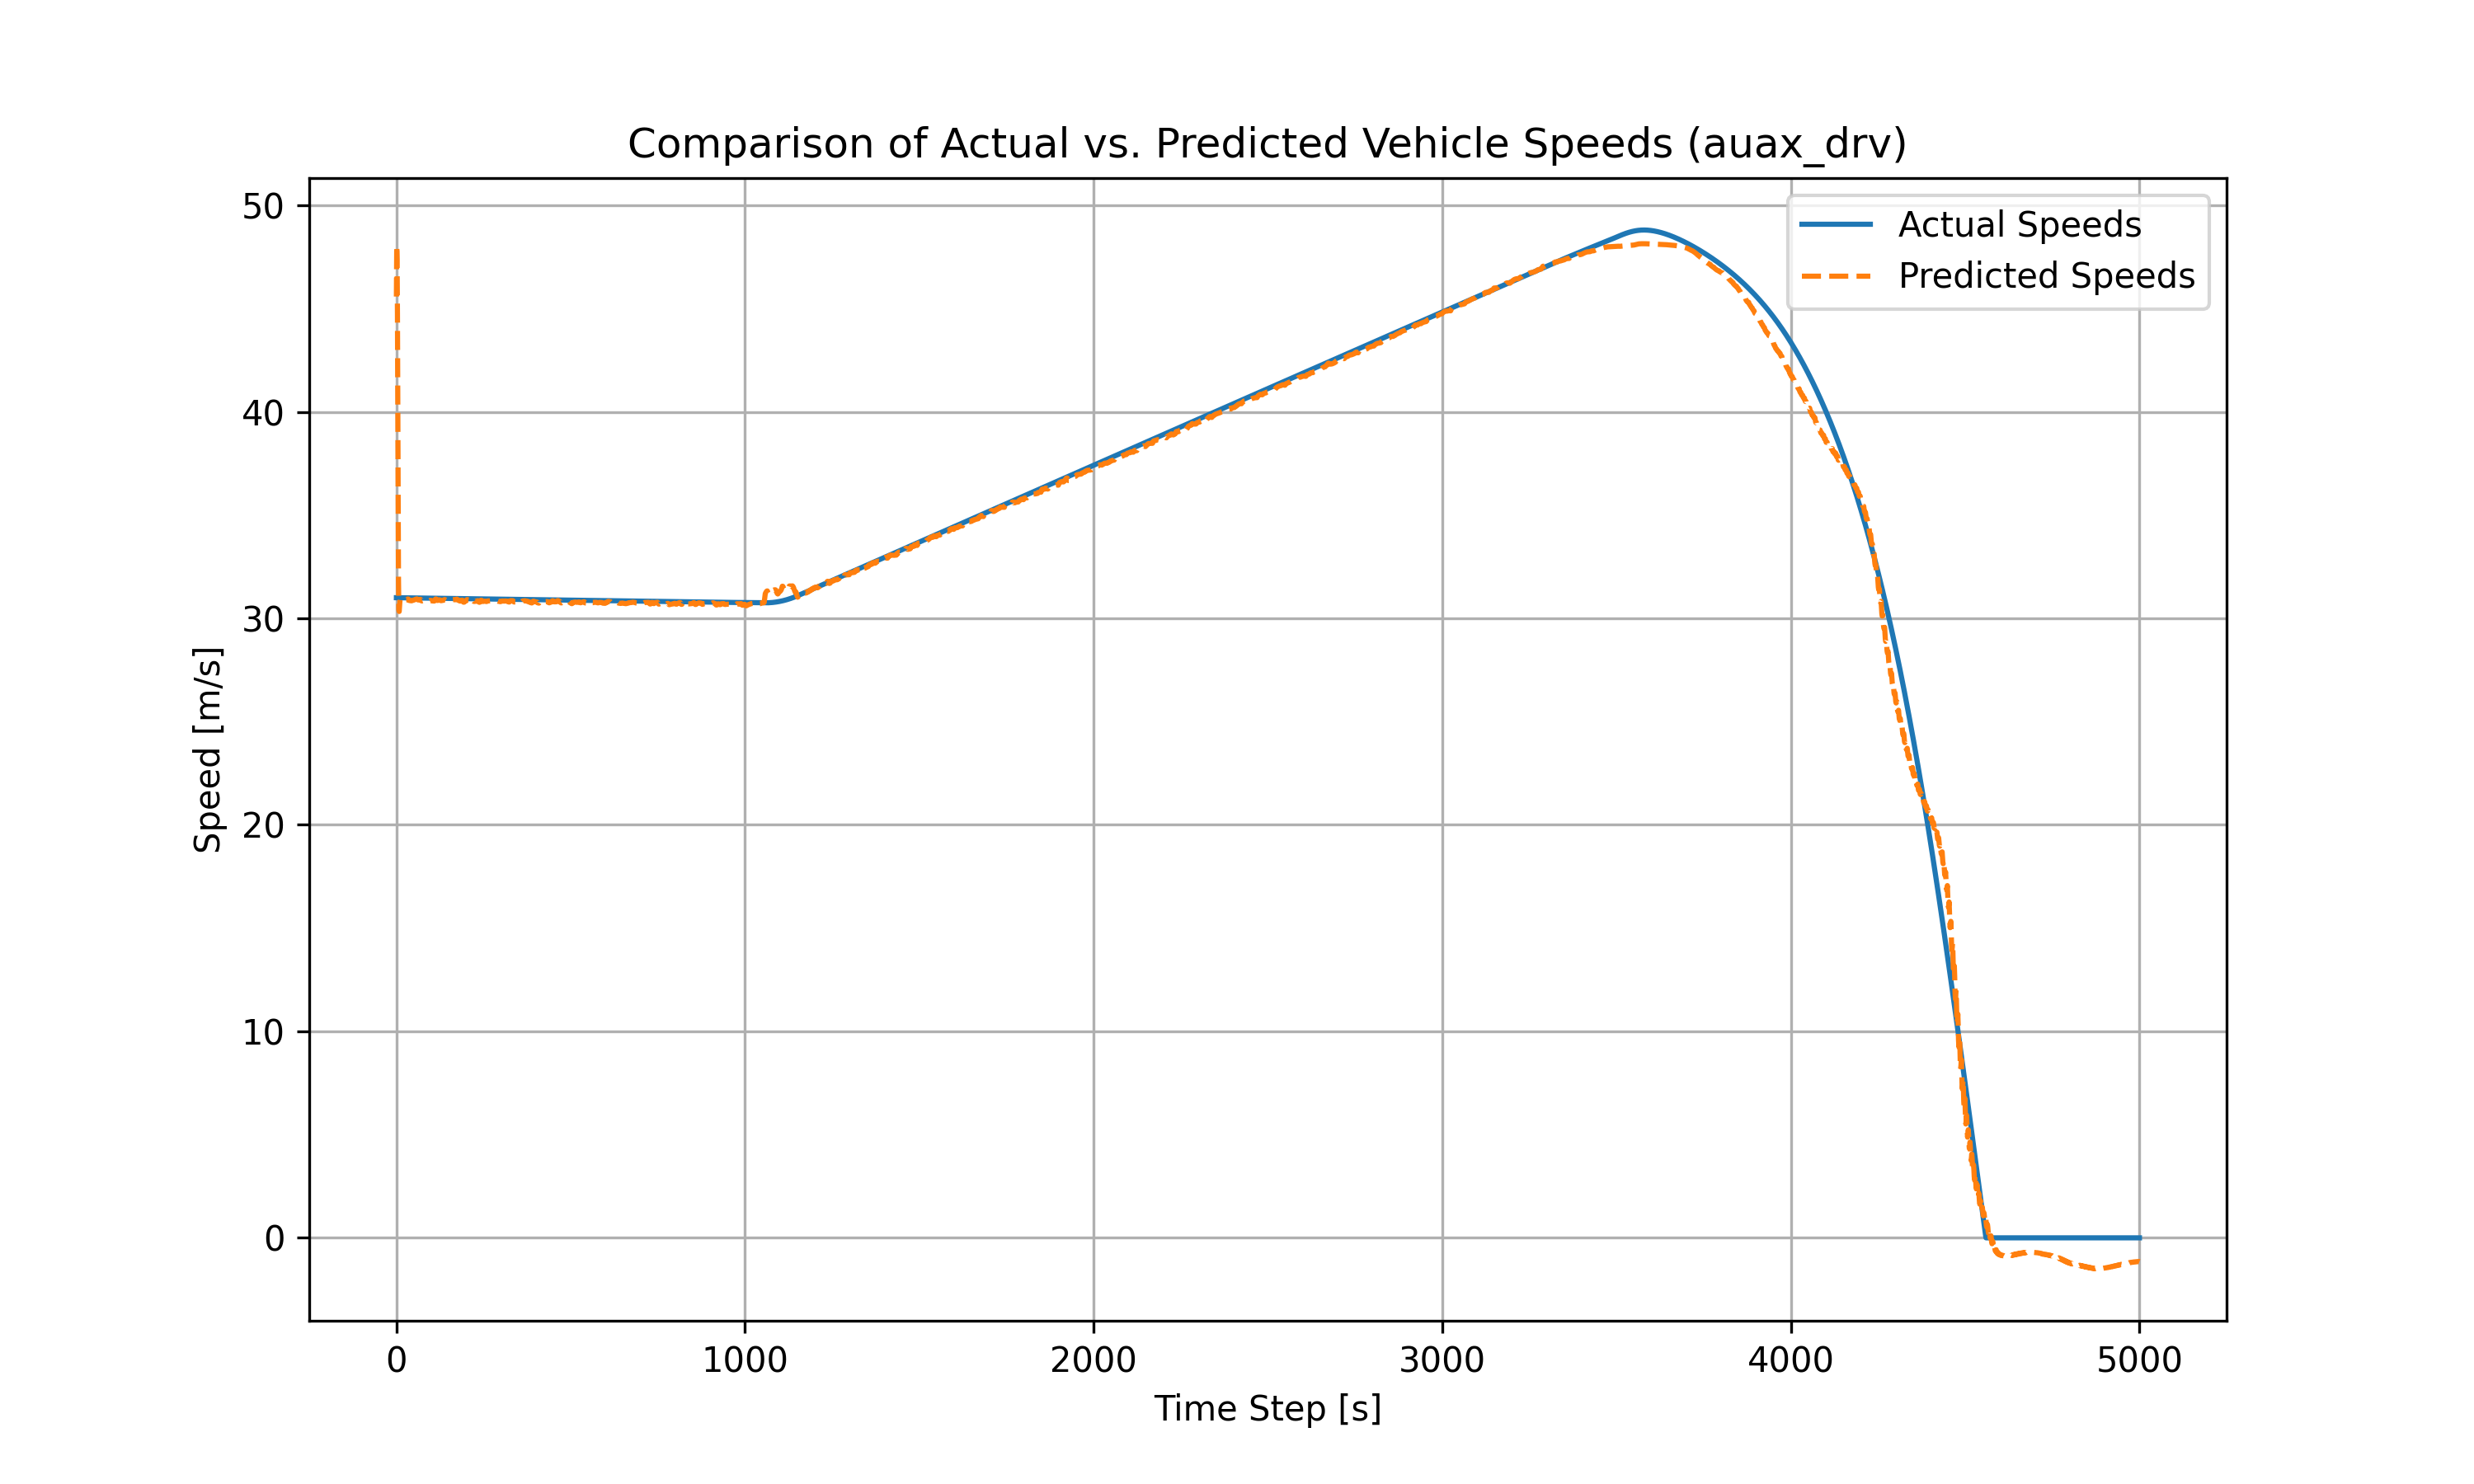 Comparison of Actual vs. Predicted Vehicle Speeds (auax_drv)
Actual Speeds
Predicted Speeds
Speed [m/s]
50
40
30
20
10
0
0 1000 2000 3000 4000 5000
Time Step [s]